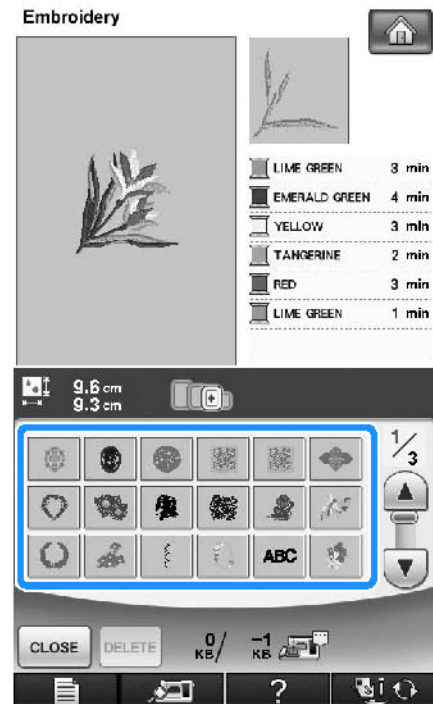 Embroidery
LIME GREEN 3 min
EMERALD GREEN 4 min
YELLOW 3 min
TANGERINE 2 min
RED 3 min
LIME GREEN 1 min
9.6 cm
9.3 cm
1/3
ABC
CLOSE DELETE 0 KB/ -1 KB
?